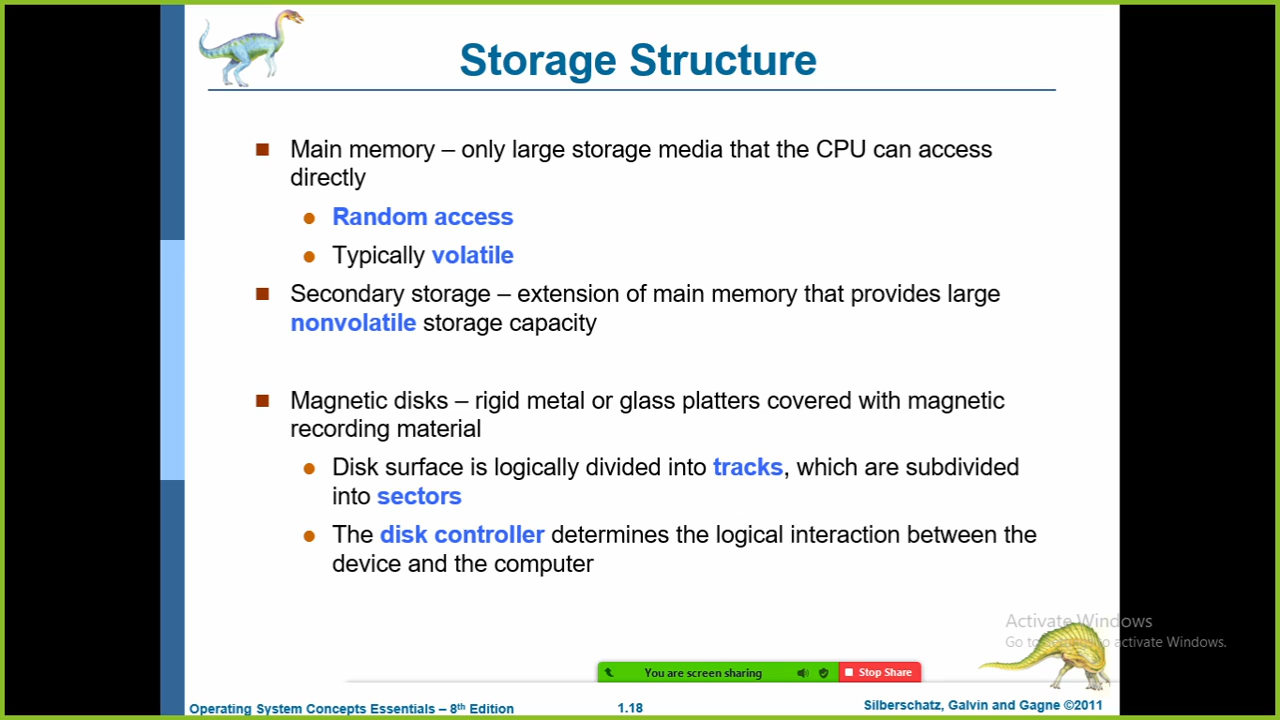 Storage Structure
Main memory – only large storage media that the CPU can access
directly
Random access
Typically volatile
Secondary storage – extension of main memory that provides large
nonvolatile storage capacity
Magnetic disks – rigid metal or glass platters covered with magnetic
recording material
Disk surface is logically divided into tracks, which are subdivided
into sectors
The disk controller determines the logical interaction between the
device and the computer
Activate Windows
Go to activate Windows.
You are screen sharing
Stop Share
Operating System Concepts Essentials – 8th Edition
1.18
Silberschatz, Galvin and Gagne ©2011